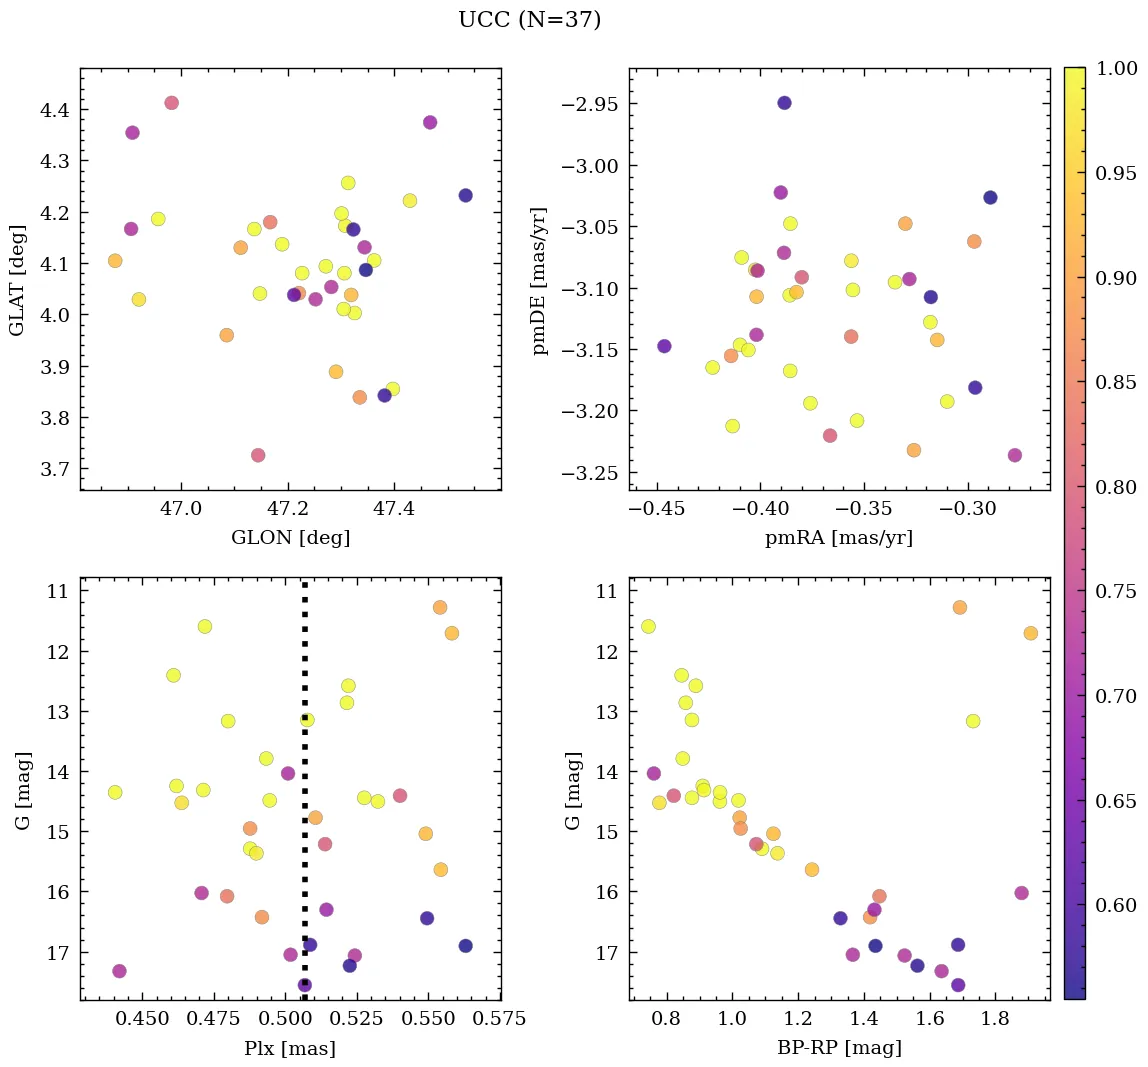 UCC (N=37)
4.4
4.3
4.2
4.1
4.0
3.9
3.8
3.7
GLAT [deg]
47.0 47.2 47.4
GLON [deg]
−2.95
−3.00
−3.05
−3.10
−3.15
−3.20
−3.25
pmDE [mas/yr]
−0.45 −0.40 −0.35 −0.30
pmRA [mas/yr]
1.00
0.95
0.90
0.85
0.80
0.75
0.70
0.65
0.60
11
12
13
14
15
16
17
G [mag]
0.450 0.475 0.500 0.525 0.550 0.575
Plx [mas]
11
12
13
14
15
16
17
G [mag]
0.8 1.0 1.2 1.4 1.6 1.8
BP-RP [mag]